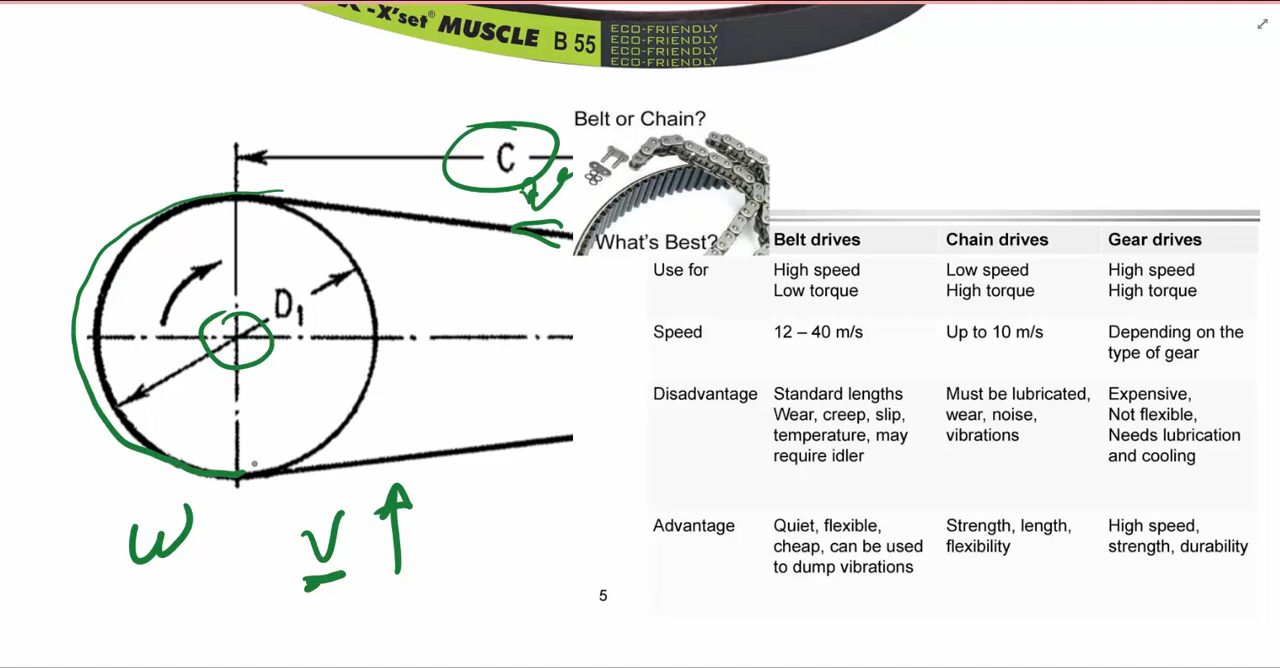 -X'set® MUSCLE B 55
ECO-FRIENDLY
ECO-FRIENDLY
ECO-FRIENDLY
ECO-FRIENDLY
C
D1
ω
v
Belt or Chain?
What's Best?
Belt drives Chain drives Gear drives
Use for High speed Low speed High speed
Low torque High torque High torque
Speed 12 – 40 m/s Up to 10 m/s Depending on the
type of gear
Disadvantage Standard lengths Must be lubricated, Expensive,
Wear, creep, slip, wear, noise, Not flexible,
temperature, may vibrations Needs lubrication
require idler and cooling
Advantage Quiet, flexible, Strength, length, High speed,
cheap, can be used flexibility strength, durability
to dump vibrations
5